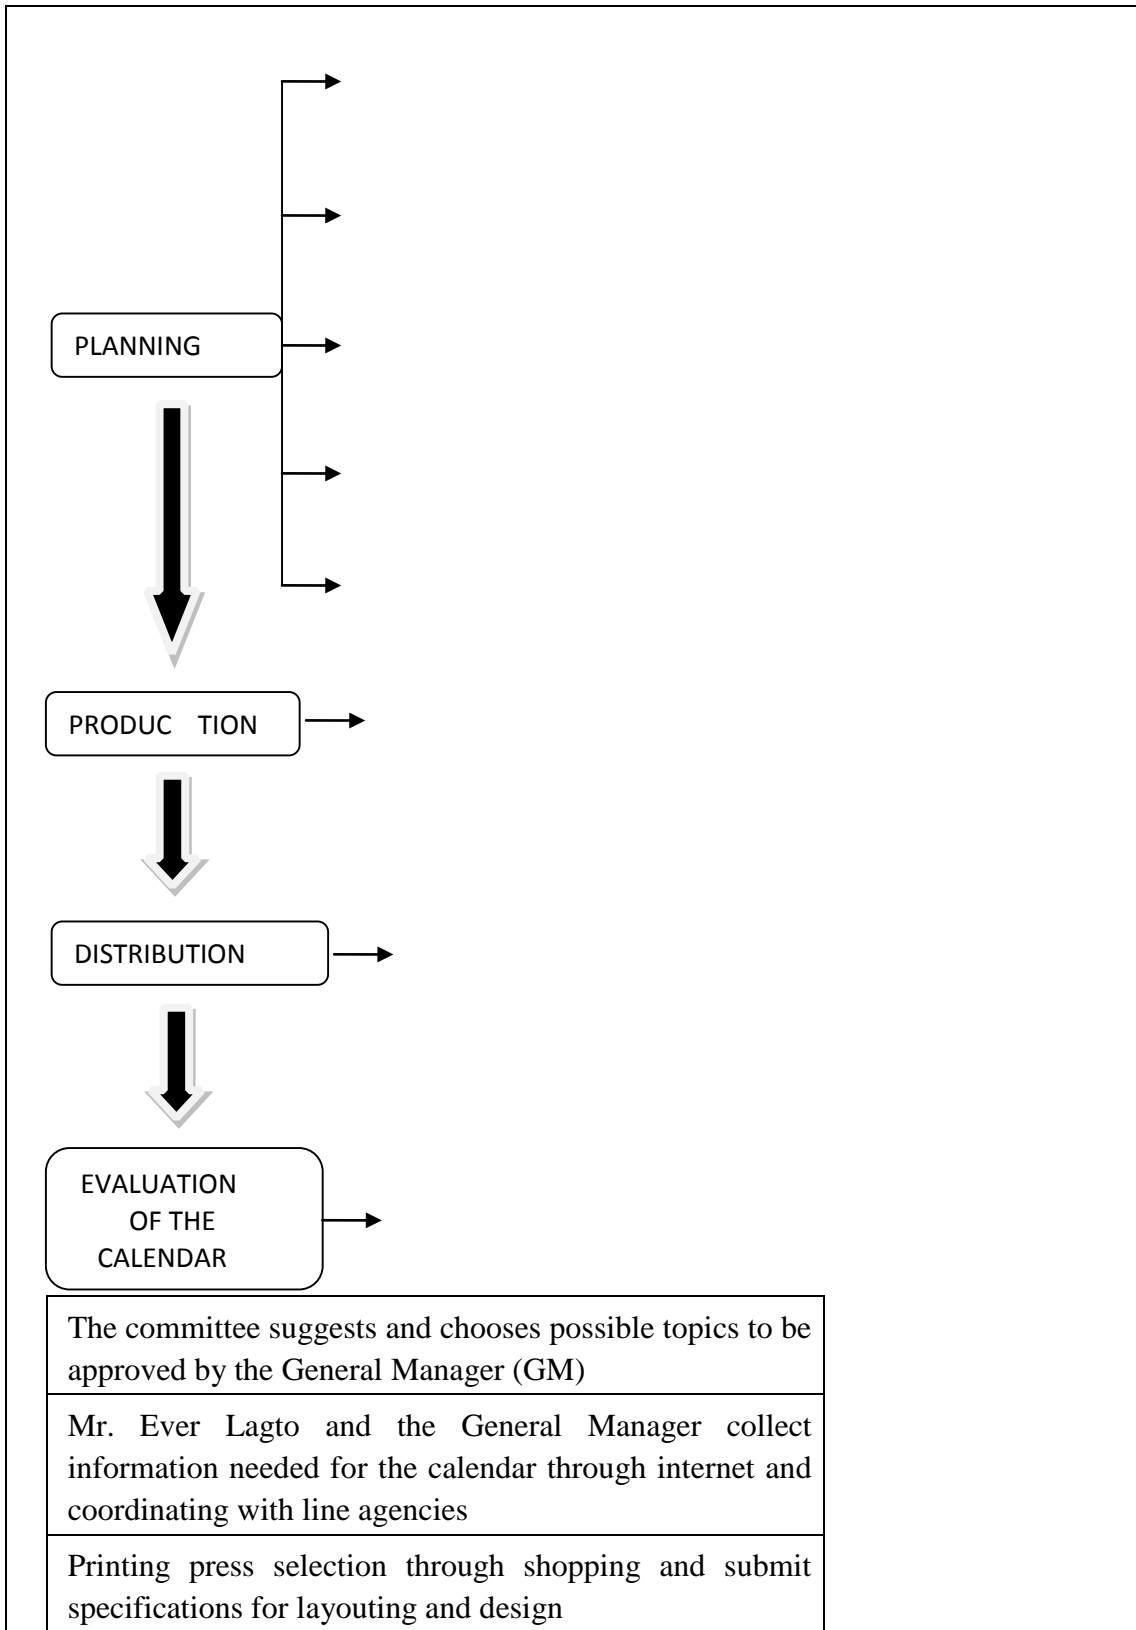 PLANNING
PRODUC TION
DISTRIBUTION
EVALUATION
OF THE
CALENDAR
The committee suggests and chooses possible topics to be
approved by the General Manager (GM)
Mr. Ever Lagto and the General Manager collect
information needed for the calendar through internet and
coordinating with line agencies
Printing press selection through shopping and submit
specifications for layouting and design